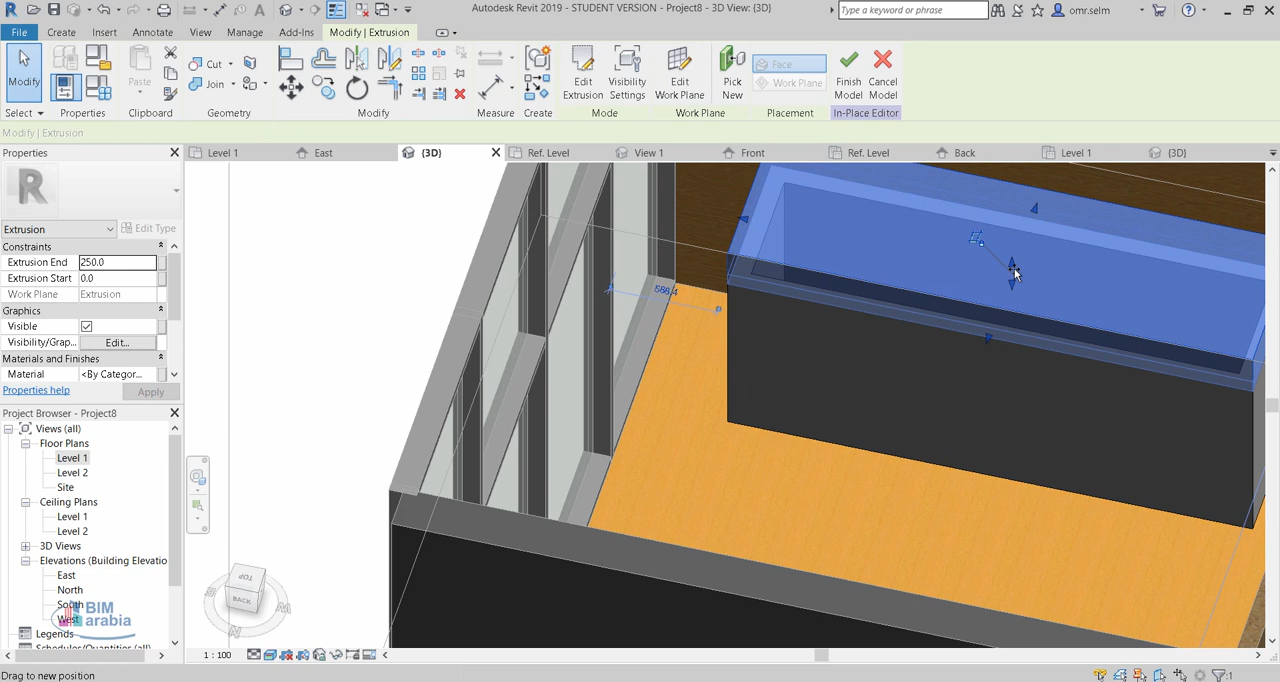 Autodesk Revit 2019 - STUDENT VERSION - Project8 - 3D View: {3D}
Type a keyword or phrase
omr.selm
File Create Insert Annotate View Manage Add-Ins Modify | Extrusion
Modify
Paste
Cut
Join
Edit Extrusion
Visibility Settings
Edit Work Plane
Pick New
Face
Work Plane
Finish Model
Cancel Model
Select Properties Clipboard Geometry Modify Measure Create Mode Work Plane Placement In-Place Editor
Modify | Extrusion
Properties
Level 1 East {3D} Ref. Level View 1 Front Ref. Level Back Level 1 {3D}
R
Extrusion
Edit Type
Constraints
Extrusion End 250.0
Extrusion Start 0.0
Work Plane Extrusion
Graphics
Visible
Visibility/Grap... Edit...
Materials and Finishes
Material <By Categor...
Properties help
Apply
Project Browser - Project8
Views (all)
Floor Plans
Level 1
Level 2
Site
Ceiling Plans
Level 1
Level 2
3D Views
Elevations (Building Elevatio
East
North
South
West
Legends
Schedules/Quantities (all)
BIM
arabia
586.4
TOP
BACK
1 : 100
Drag to new position
:1